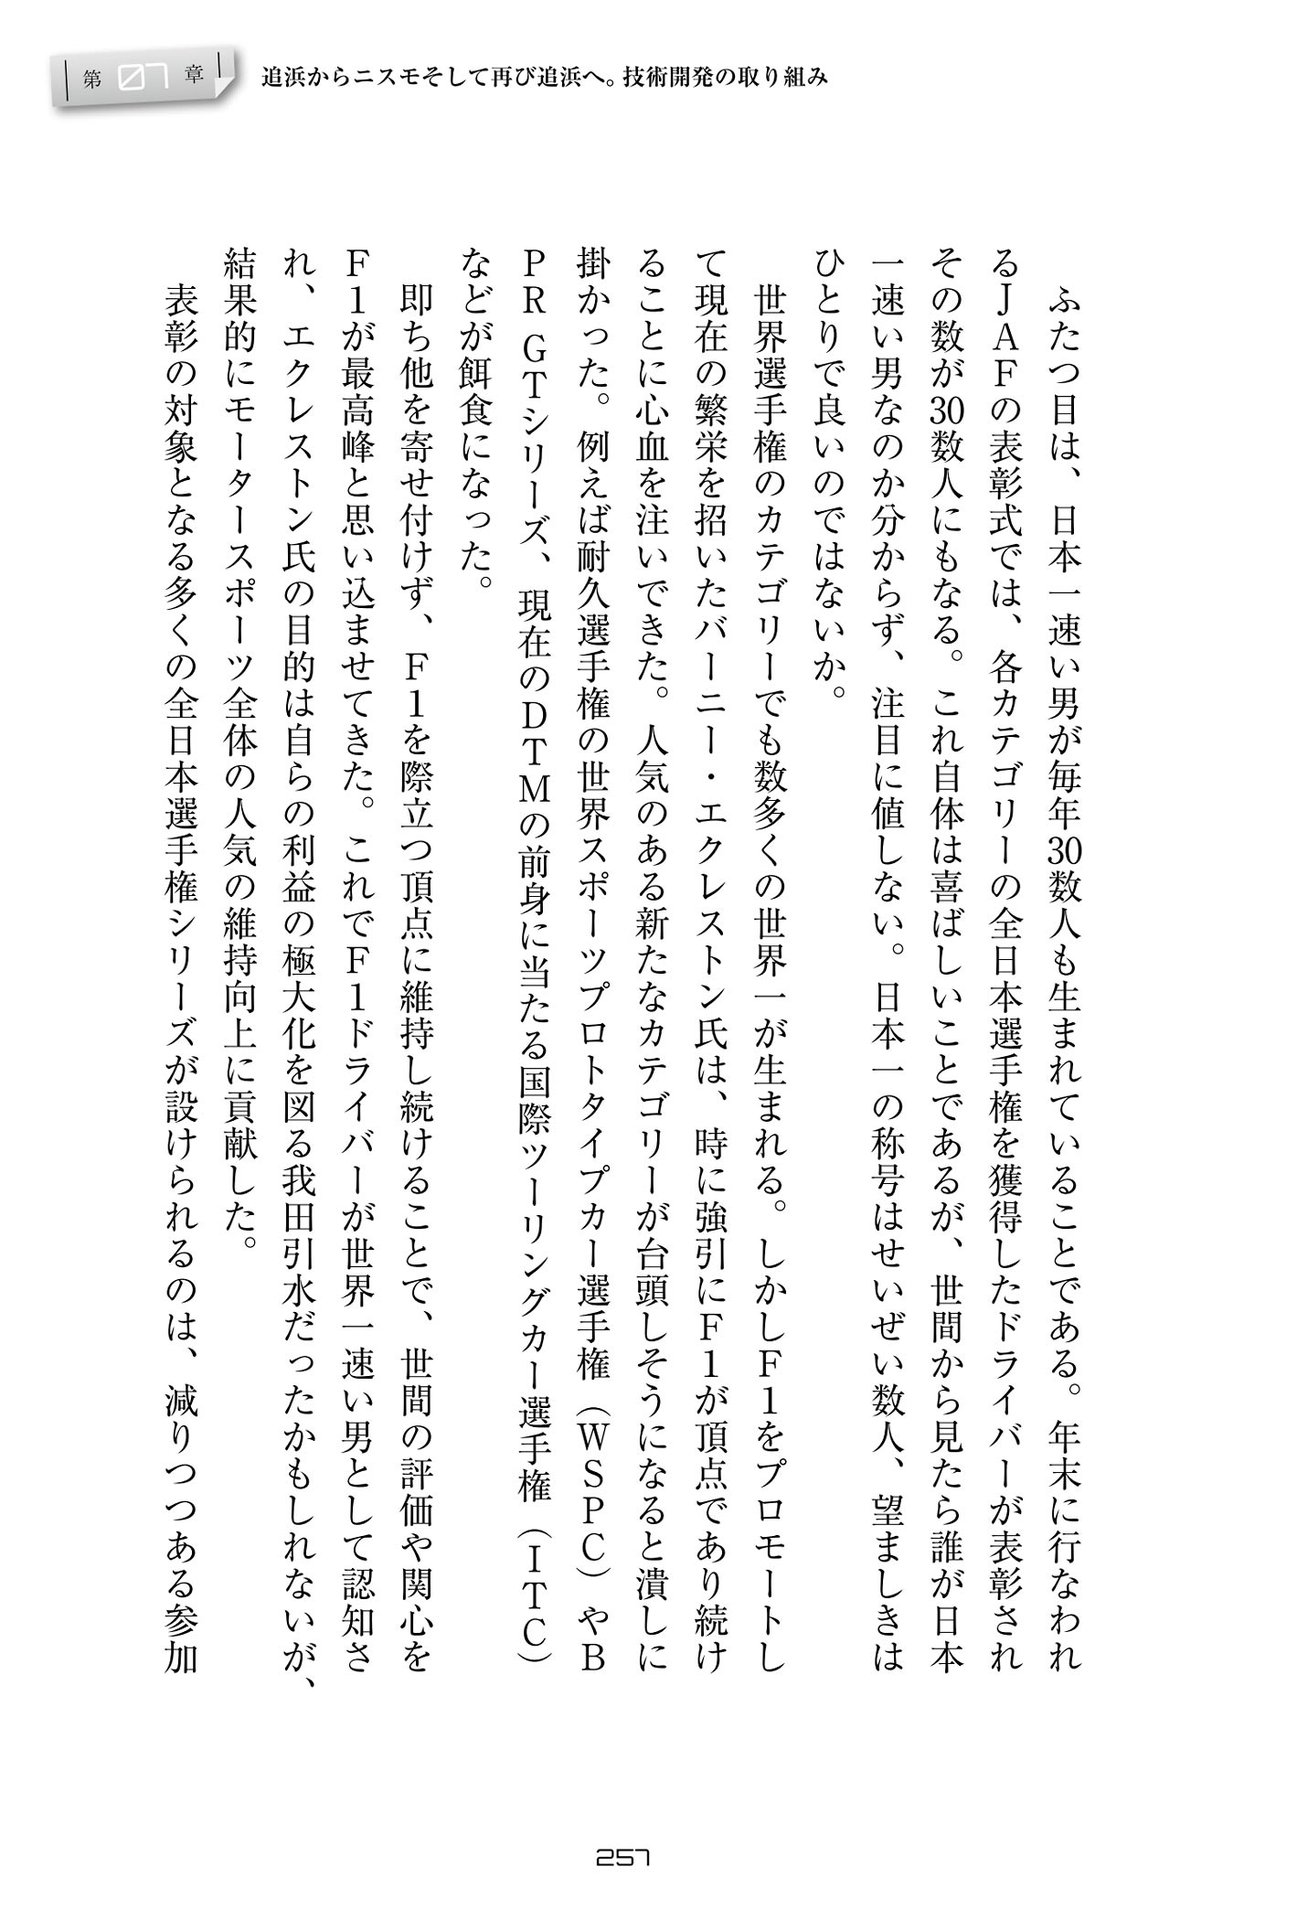 第07章
追浜からニスモそして再び追浜へ。技術開発の取り組み
　ふたつ目は、日本一速い男が毎年30数人も生まれていることである。年末に行なわれ
るＪＡＦの表彰式では、各カテゴリーの全日本選手権を獲得したドライバーが表彰され
その数が30数人にもなる。これ自体は喜ばしいことであるが、世間から見たら誰が日本
一速い男なのか分からず、注目に値しない。日本一の称号はせいぜい数人、望ましきは
ひとりで良いのではないか。
　世界選手権のカテゴリーでも数多くの世界一が生まれる。しかしＦ１をプロモートし
て現在の繁栄を招いたバーニー・エクレストン氏は、時に強引にＦ１が頂点であり続け
ることに心血を注いできた。人気のある新たなカテゴリーが台頭しそうになると潰しに
掛かった。例えば耐久選手権の世界スポーツプロトタイプカー選手権（ＷＳＰＣ）やＢ
ＰＲ ＧＴシリーズ、現在のＤＴＭの前身に当たる国際ツーリングカー選手権（ＩＴＣ）
などが餌食になった。
　即ち他を寄せ付けず、Ｆ１を際立つ頂点に維持し続けることで、世間の評価や関心を
Ｆ１が最高峰と思い込ませてきた。これでＦ１ドライバーが世界一速い男として認知さ
れ、エクレストン氏の目的は自らの利益の極大化を図る我田引水だったかもしれないが、
結果的にモータースポーツ全体の人気の維持向上に貢献した。
　表彰の対象となる多くの全日本選手権シリーズが設けられるのは、減りつつある参加
257